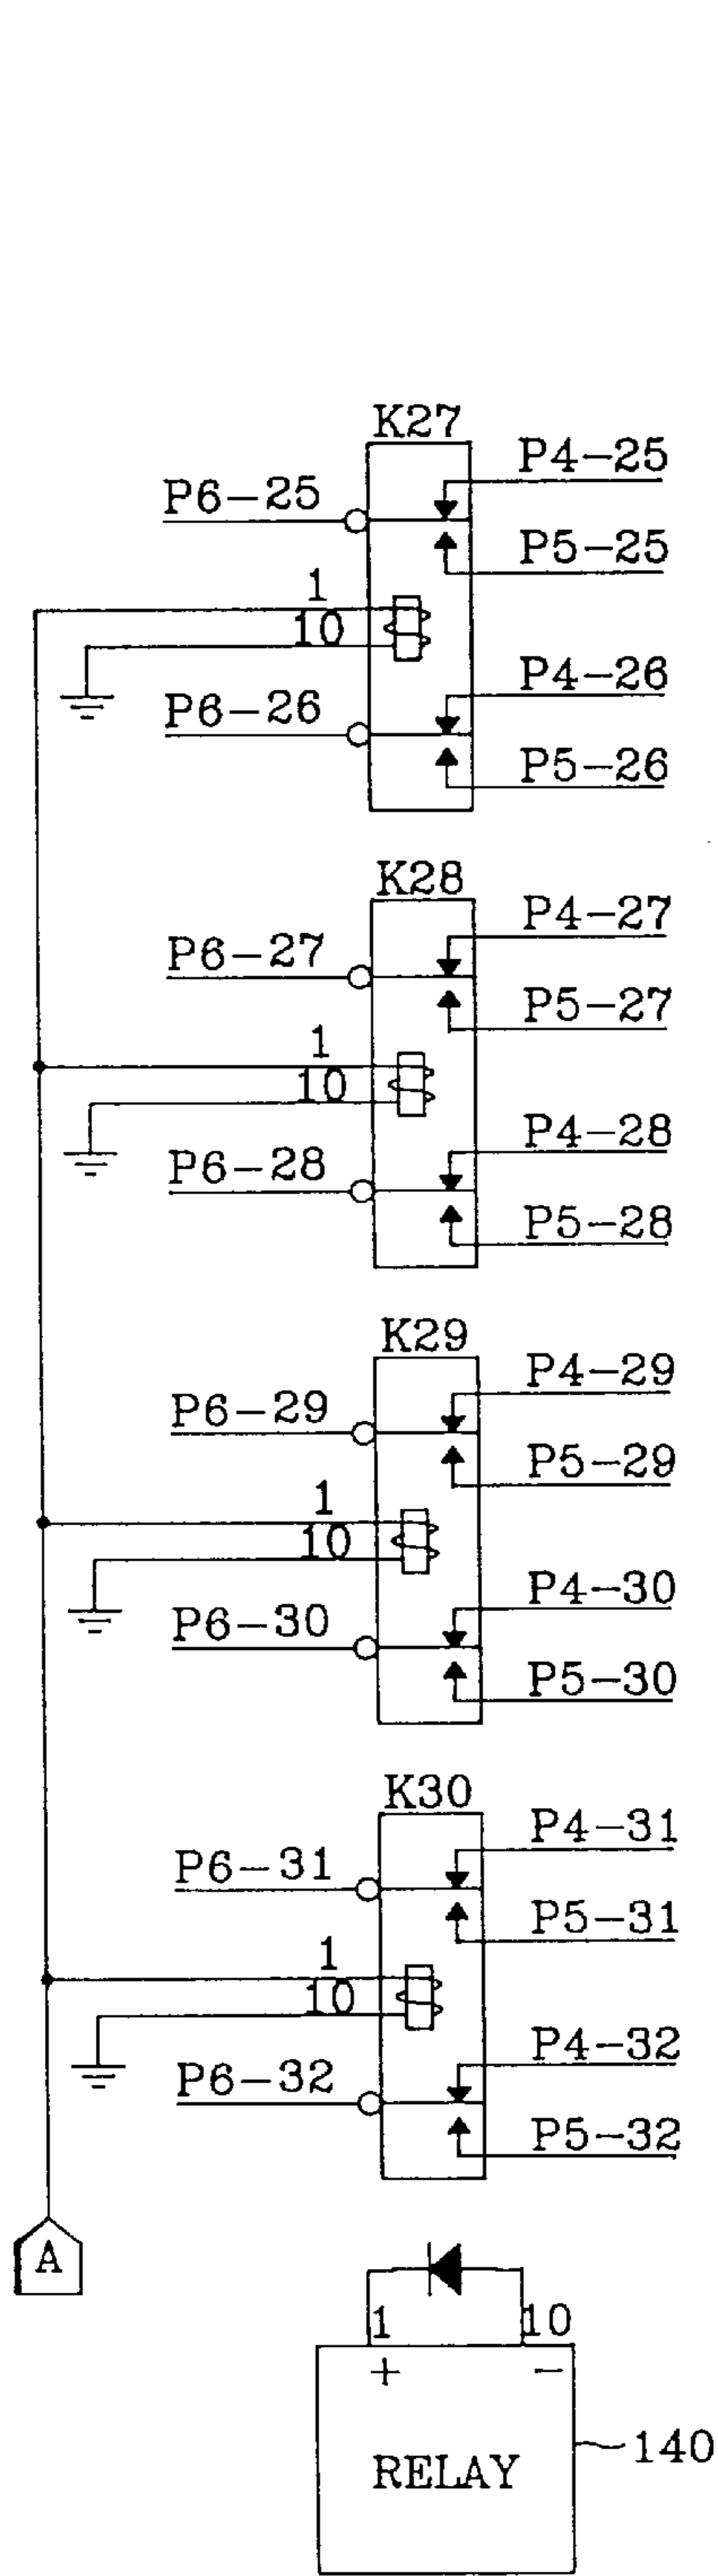 K27
P4-25
P6-25
P5-25
1
10
P4-26
P6-26
P5-26
K28
P4-27
P6-27
P5-27
1
10
P4-28
P6-28
P5-28
K29
P4-29
P6-29
P5-29
1
10
P4-30
P6-30
P5-30
K30
P4-31
P6-31
P5-31
1
10
P4-32
P6-32
P5-32
A
1 10
+ -
140
RELAY